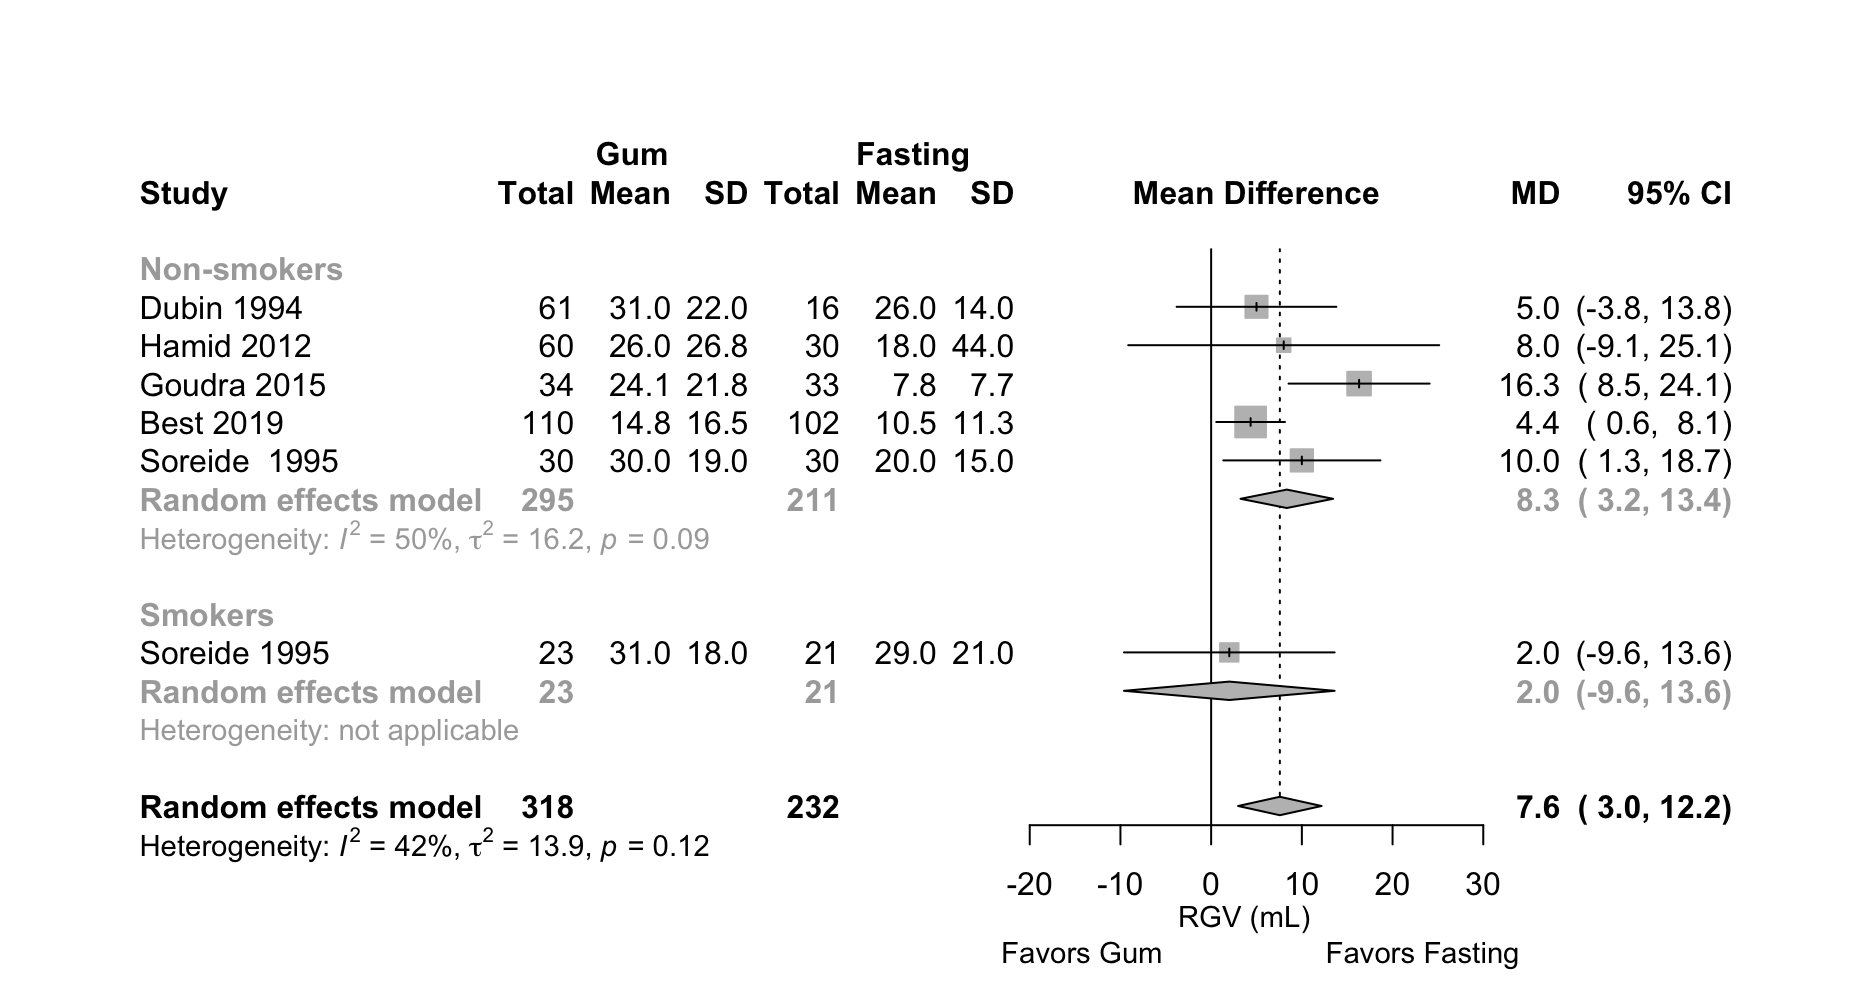 Gum Fasting
Study Total Mean SD Total Mean SD Mean Difference MD 95% CI
Non-smokers
Dubin 1994 61 31.0 22.0 16 26.0 14.0 5.0 (-3.8, 13.8)
Hamid 2012 60 26.0 26.8 30 18.0 44.0 8.0 (-9.1, 25.1)
Goudra 2015 34 24.1 21.8 33 7.8 7.7 16.3 ( 8.5, 24.1)
Best 2019 110 14.8 16.5 102 10.5 11.3 4.4 ( 0.6, 8.1)
Soreide 1995 30 30.0 19.0 30 20.0 15.0 10.0 ( 1.3, 18.7)
Random effects model 295 211 8.3 ( 3.2, 13.4)
Heterogeneity: I² = 50%, τ² = 16.2, p = 0.09
Smokers
Soreide 1995 23 31.0 18.0 21 29.0 21.0 2.0 (-9.6, 13.6)
Random effects model 23 21 2.0 (-9.6, 13.6)
Heterogeneity: not applicable
Random effects model 318 232 7.6 ( 3.0, 12.2)
Heterogeneity: I² = 42%, τ² = 13.9, p = 0.12
-20 -10 0 10 20 30
RGV (mL)
Favors Gum Favors Fasting